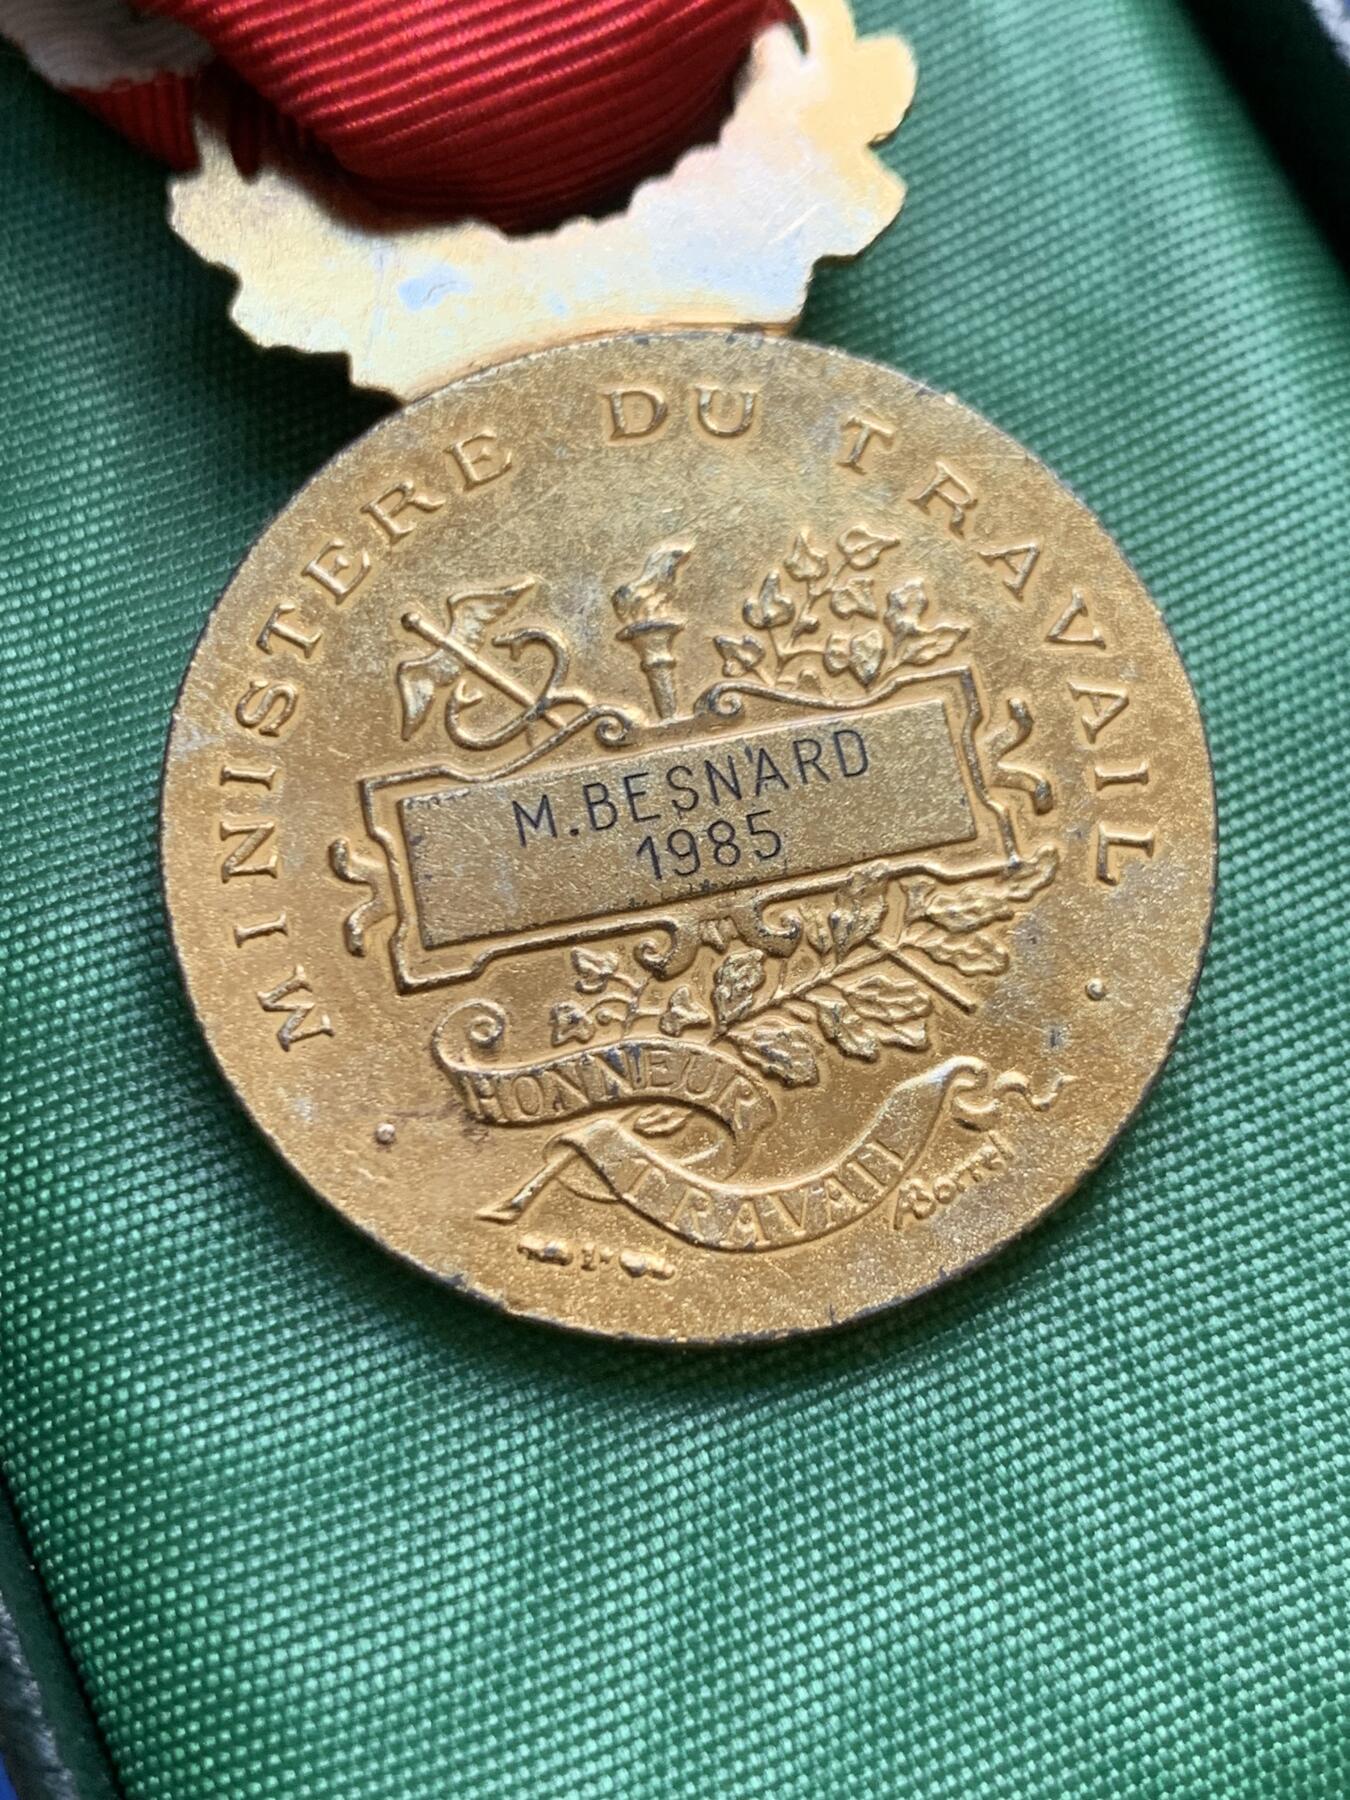 MINISTERE DU TRAVAIL
M.BESNARD
1985
HONNEUR
TRAVAIL
A Borrel